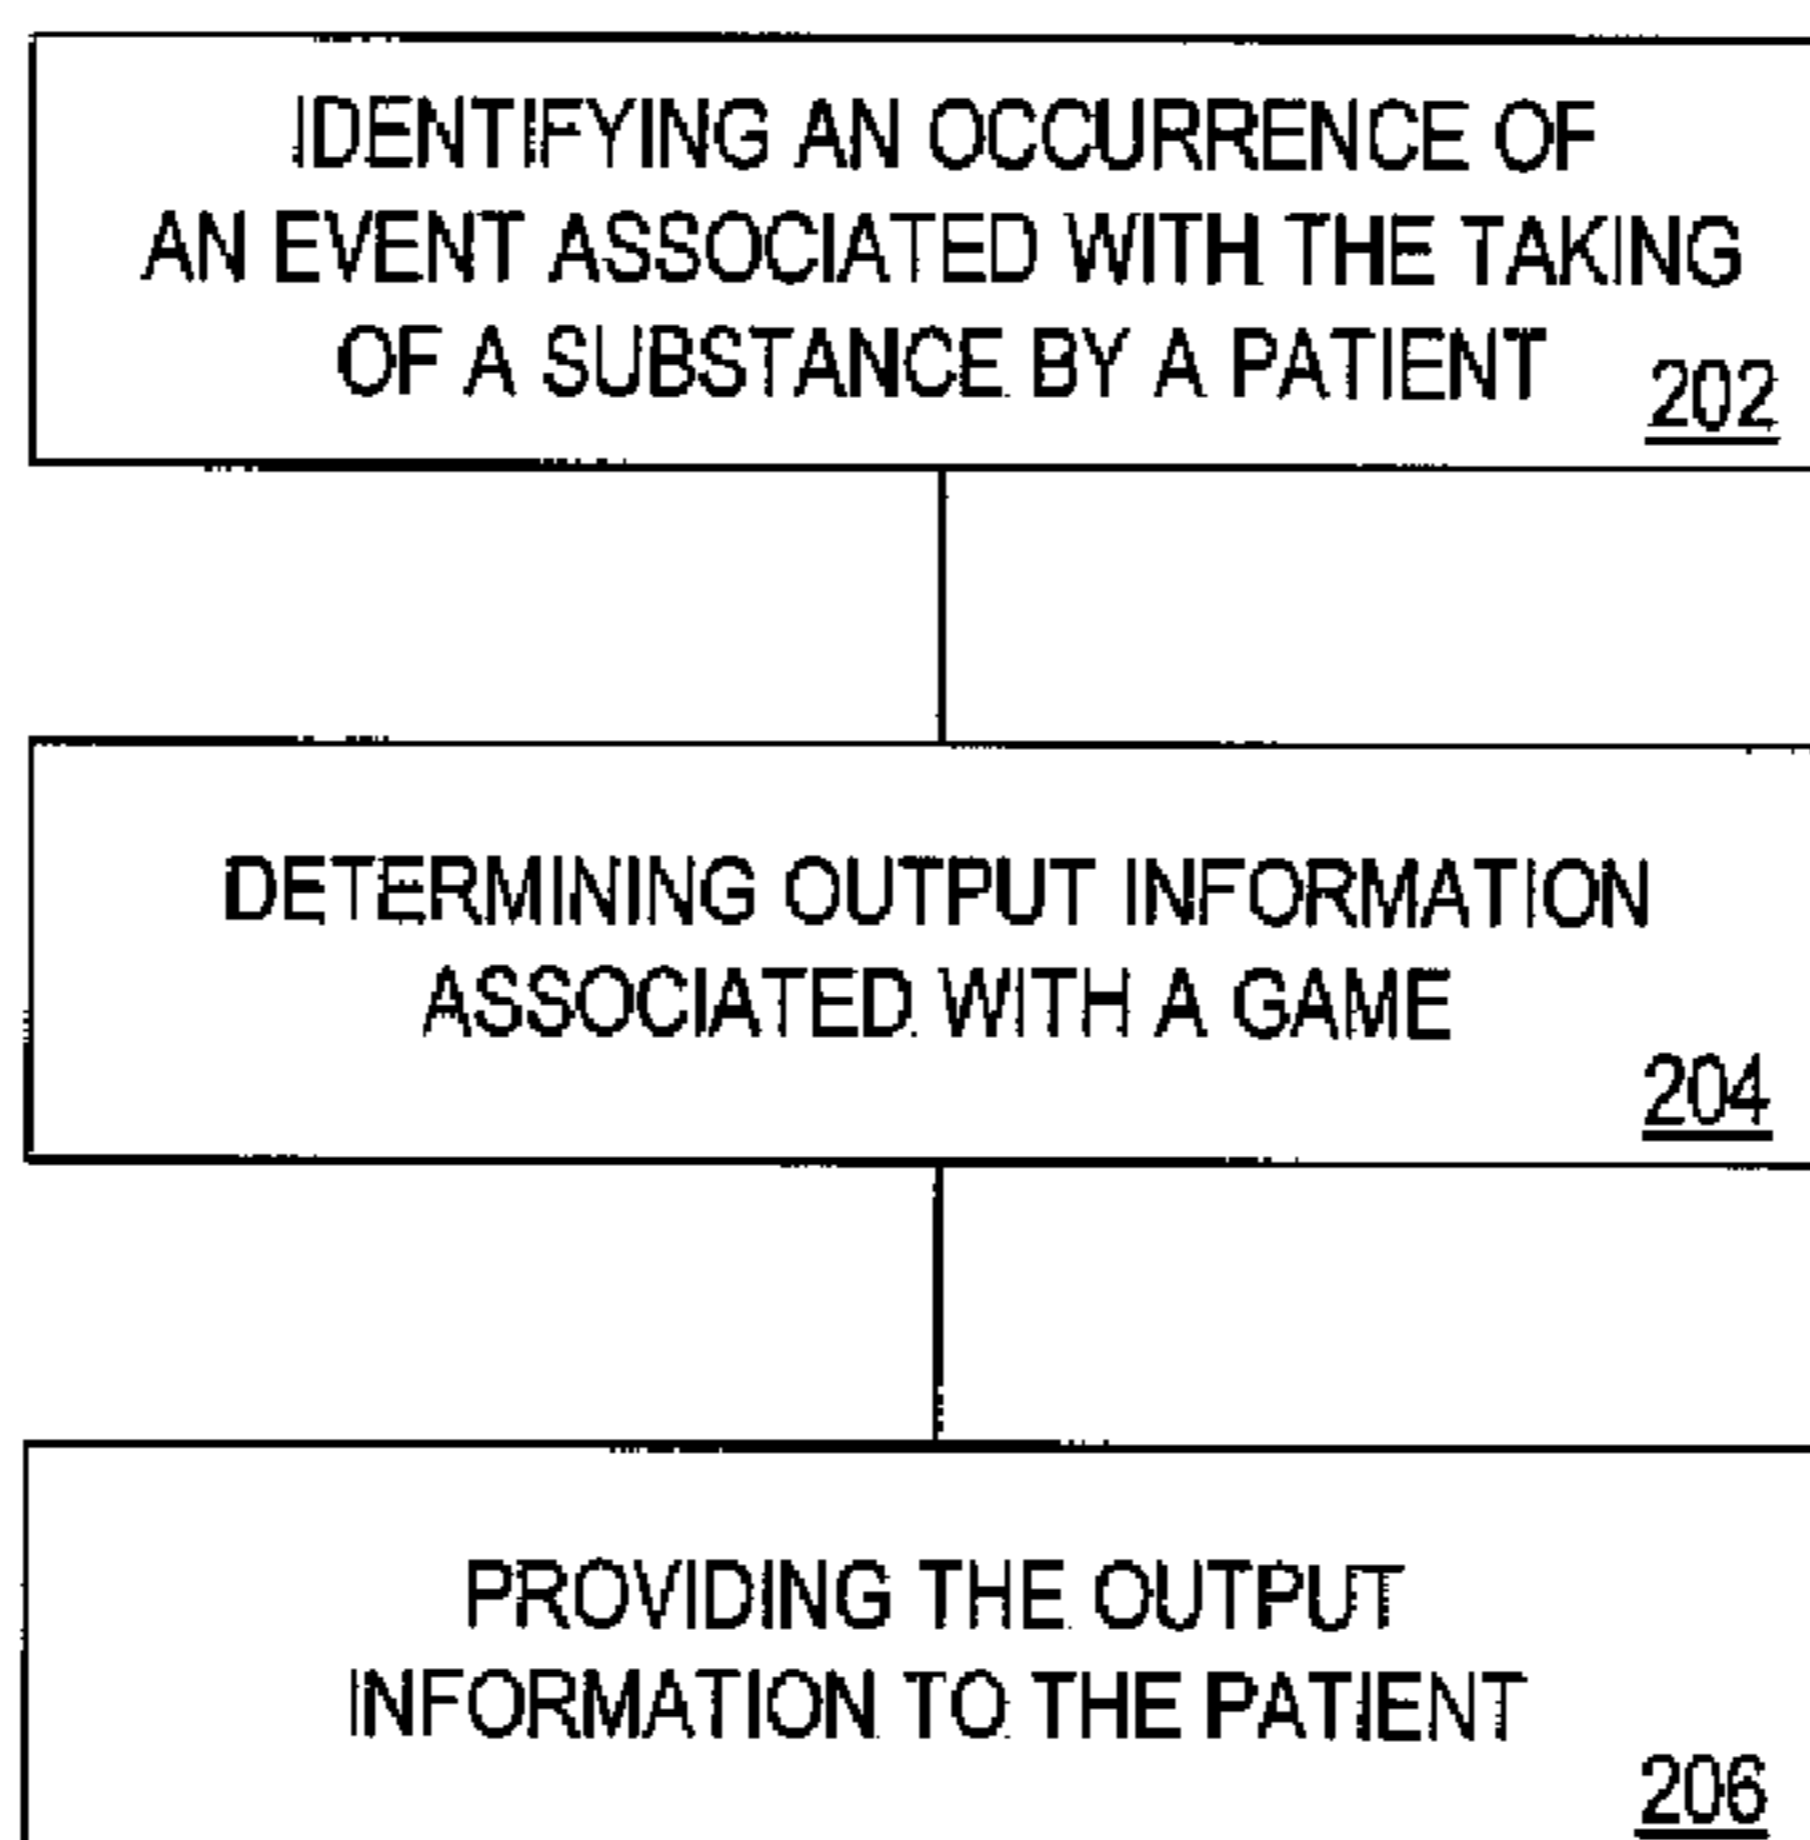 IDENTIFYING AN OCCURRENCE OF
AN EVENT ASSOCIATED WITH THE TAKING
OF A SUBSTANCE BY A PATIENT
202
DETERMINING OUTPUT INFORMATION
ASSOCIATED WITH A GAME
204
PROVIDING THE OUTPUT
INFORMATION TO THE PATIENT
206